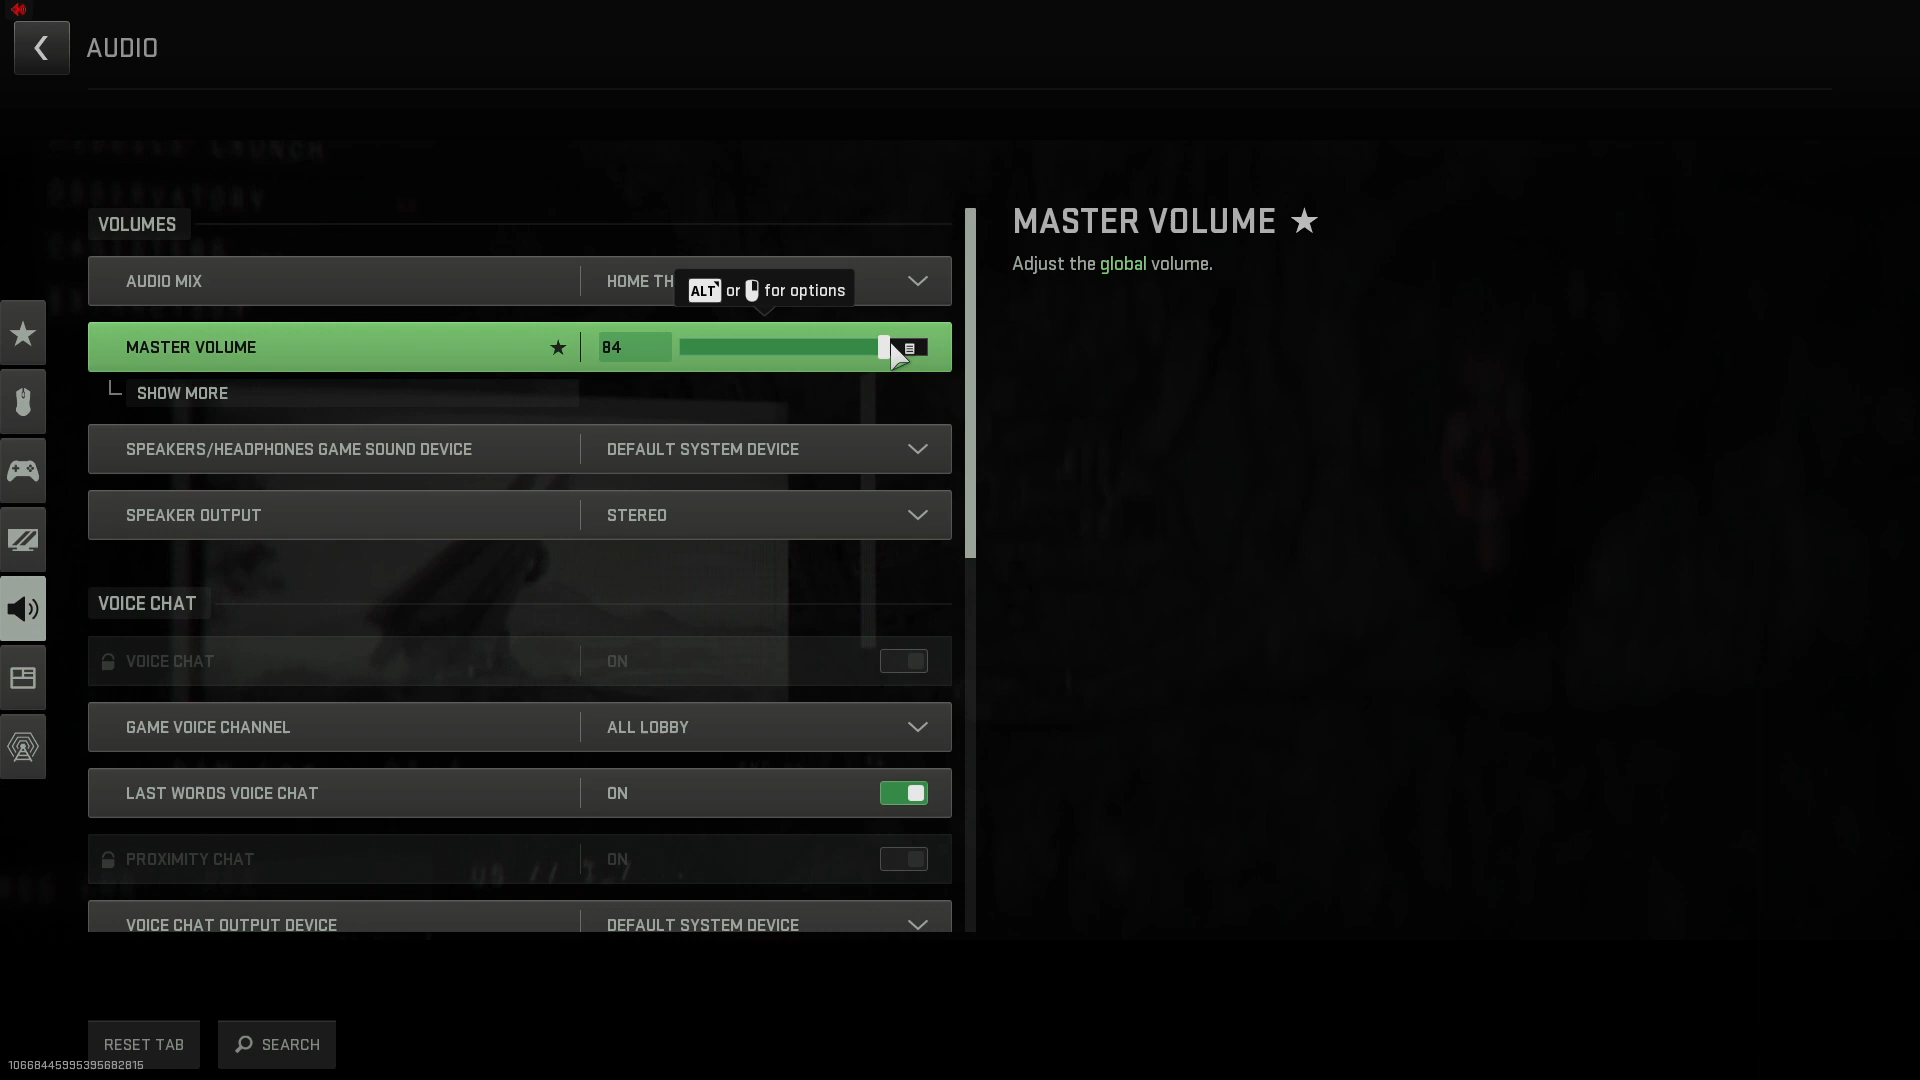 AUDIO
VOLUMES
AUDIO MIX HOME TH
ALT or for options
MASTER VOLUME 84
SHOW MORE
SPEAKERS/HEADPHONES GAME SOUND DEVICE DEFAULT SYSTEM DEVICE
SPEAKER OUTPUT STEREO
VOICE CHAT
VOICE CHAT ON
GAME VOICE CHANNEL ALL LOBBY
LAST WORDS VOICE CHAT ON
PROXIMITY CHAT ON
VOICE CHAT OUTPUT DEVICE DEFAULT SYSTEM DEVICE
MASTER VOLUME
Adjust the global volume.
RESET TAB SEARCH
10668445995395682815